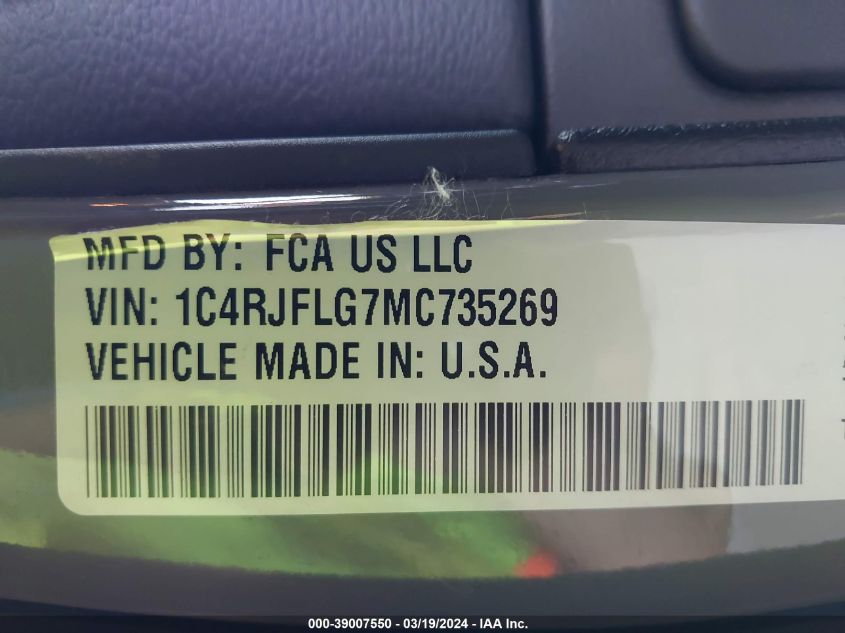 MFD BY: FCA US LLC
VIN: 1C4RJFLG7MC735269
VEHICLE MADE IN: U.S.A.
000-39007550 - 03/19/2024 - IAA Inc.